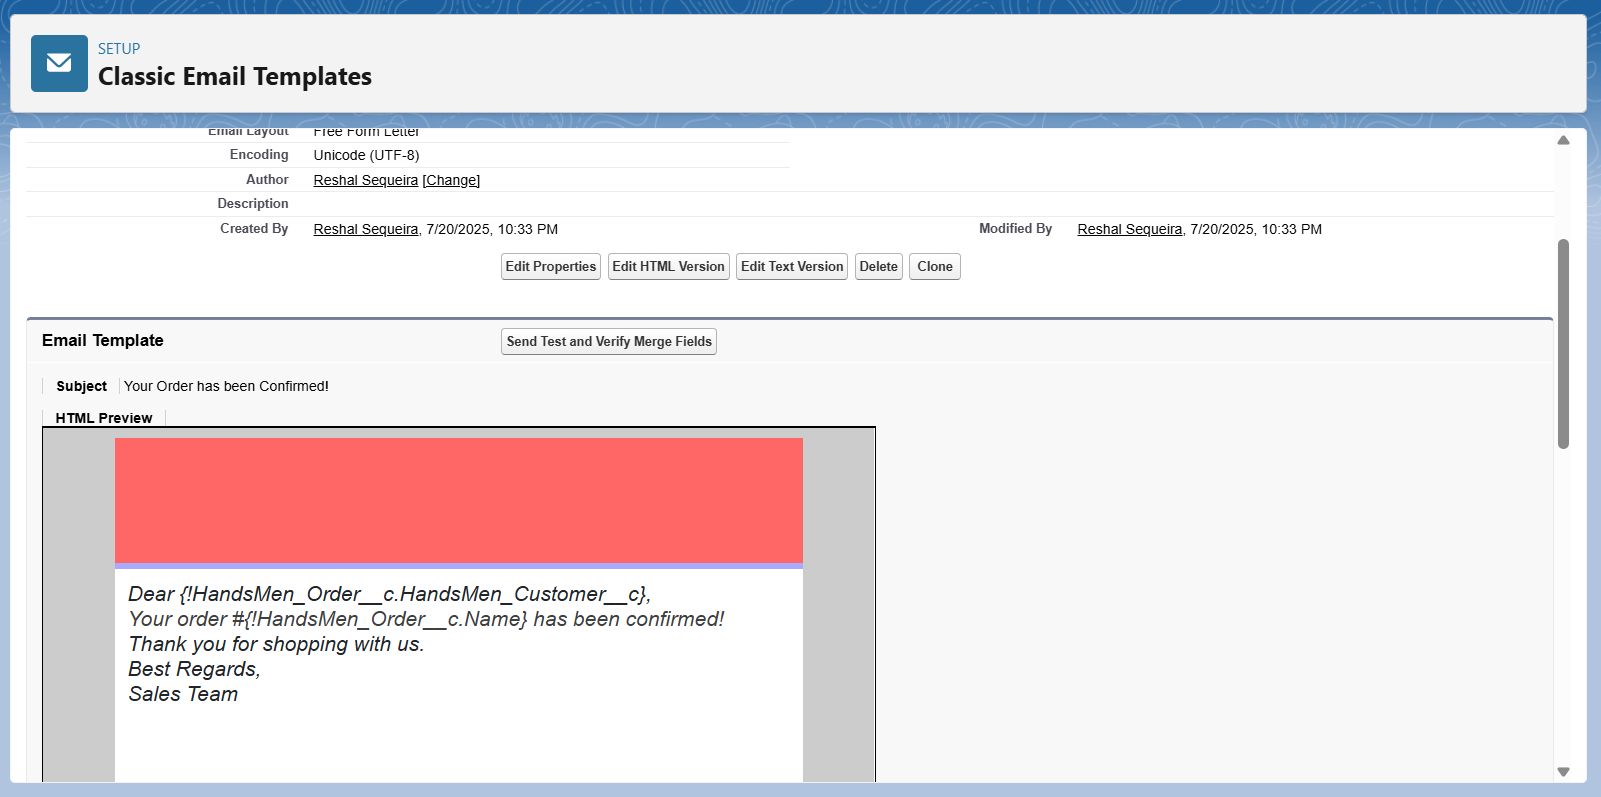 SETUP
Classic Email Templates
Email Layout Free Form Letter
Encoding Unicode (UTF-8)
Author Reshal Sequeira [Change]
Description
Created By Reshal Sequeira, 7/20/2025, 10:33 PM Modified By Reshal Sequeira, 7/20/2025, 10:33 PM
Edit Properties Edit HTML Version Edit Text Version Delete Clone
Email Template Send Test and Verify Merge Fields
Subject Your Order has been Confirmed!
HTML Preview
Dear {!HandsMen_Order__c.HandsMen_Customer__c},
Your order #{!HandsMen_Order__c.Name} has been confirmed!
Thank you for shopping with us.
Best Regards,
Sales Team